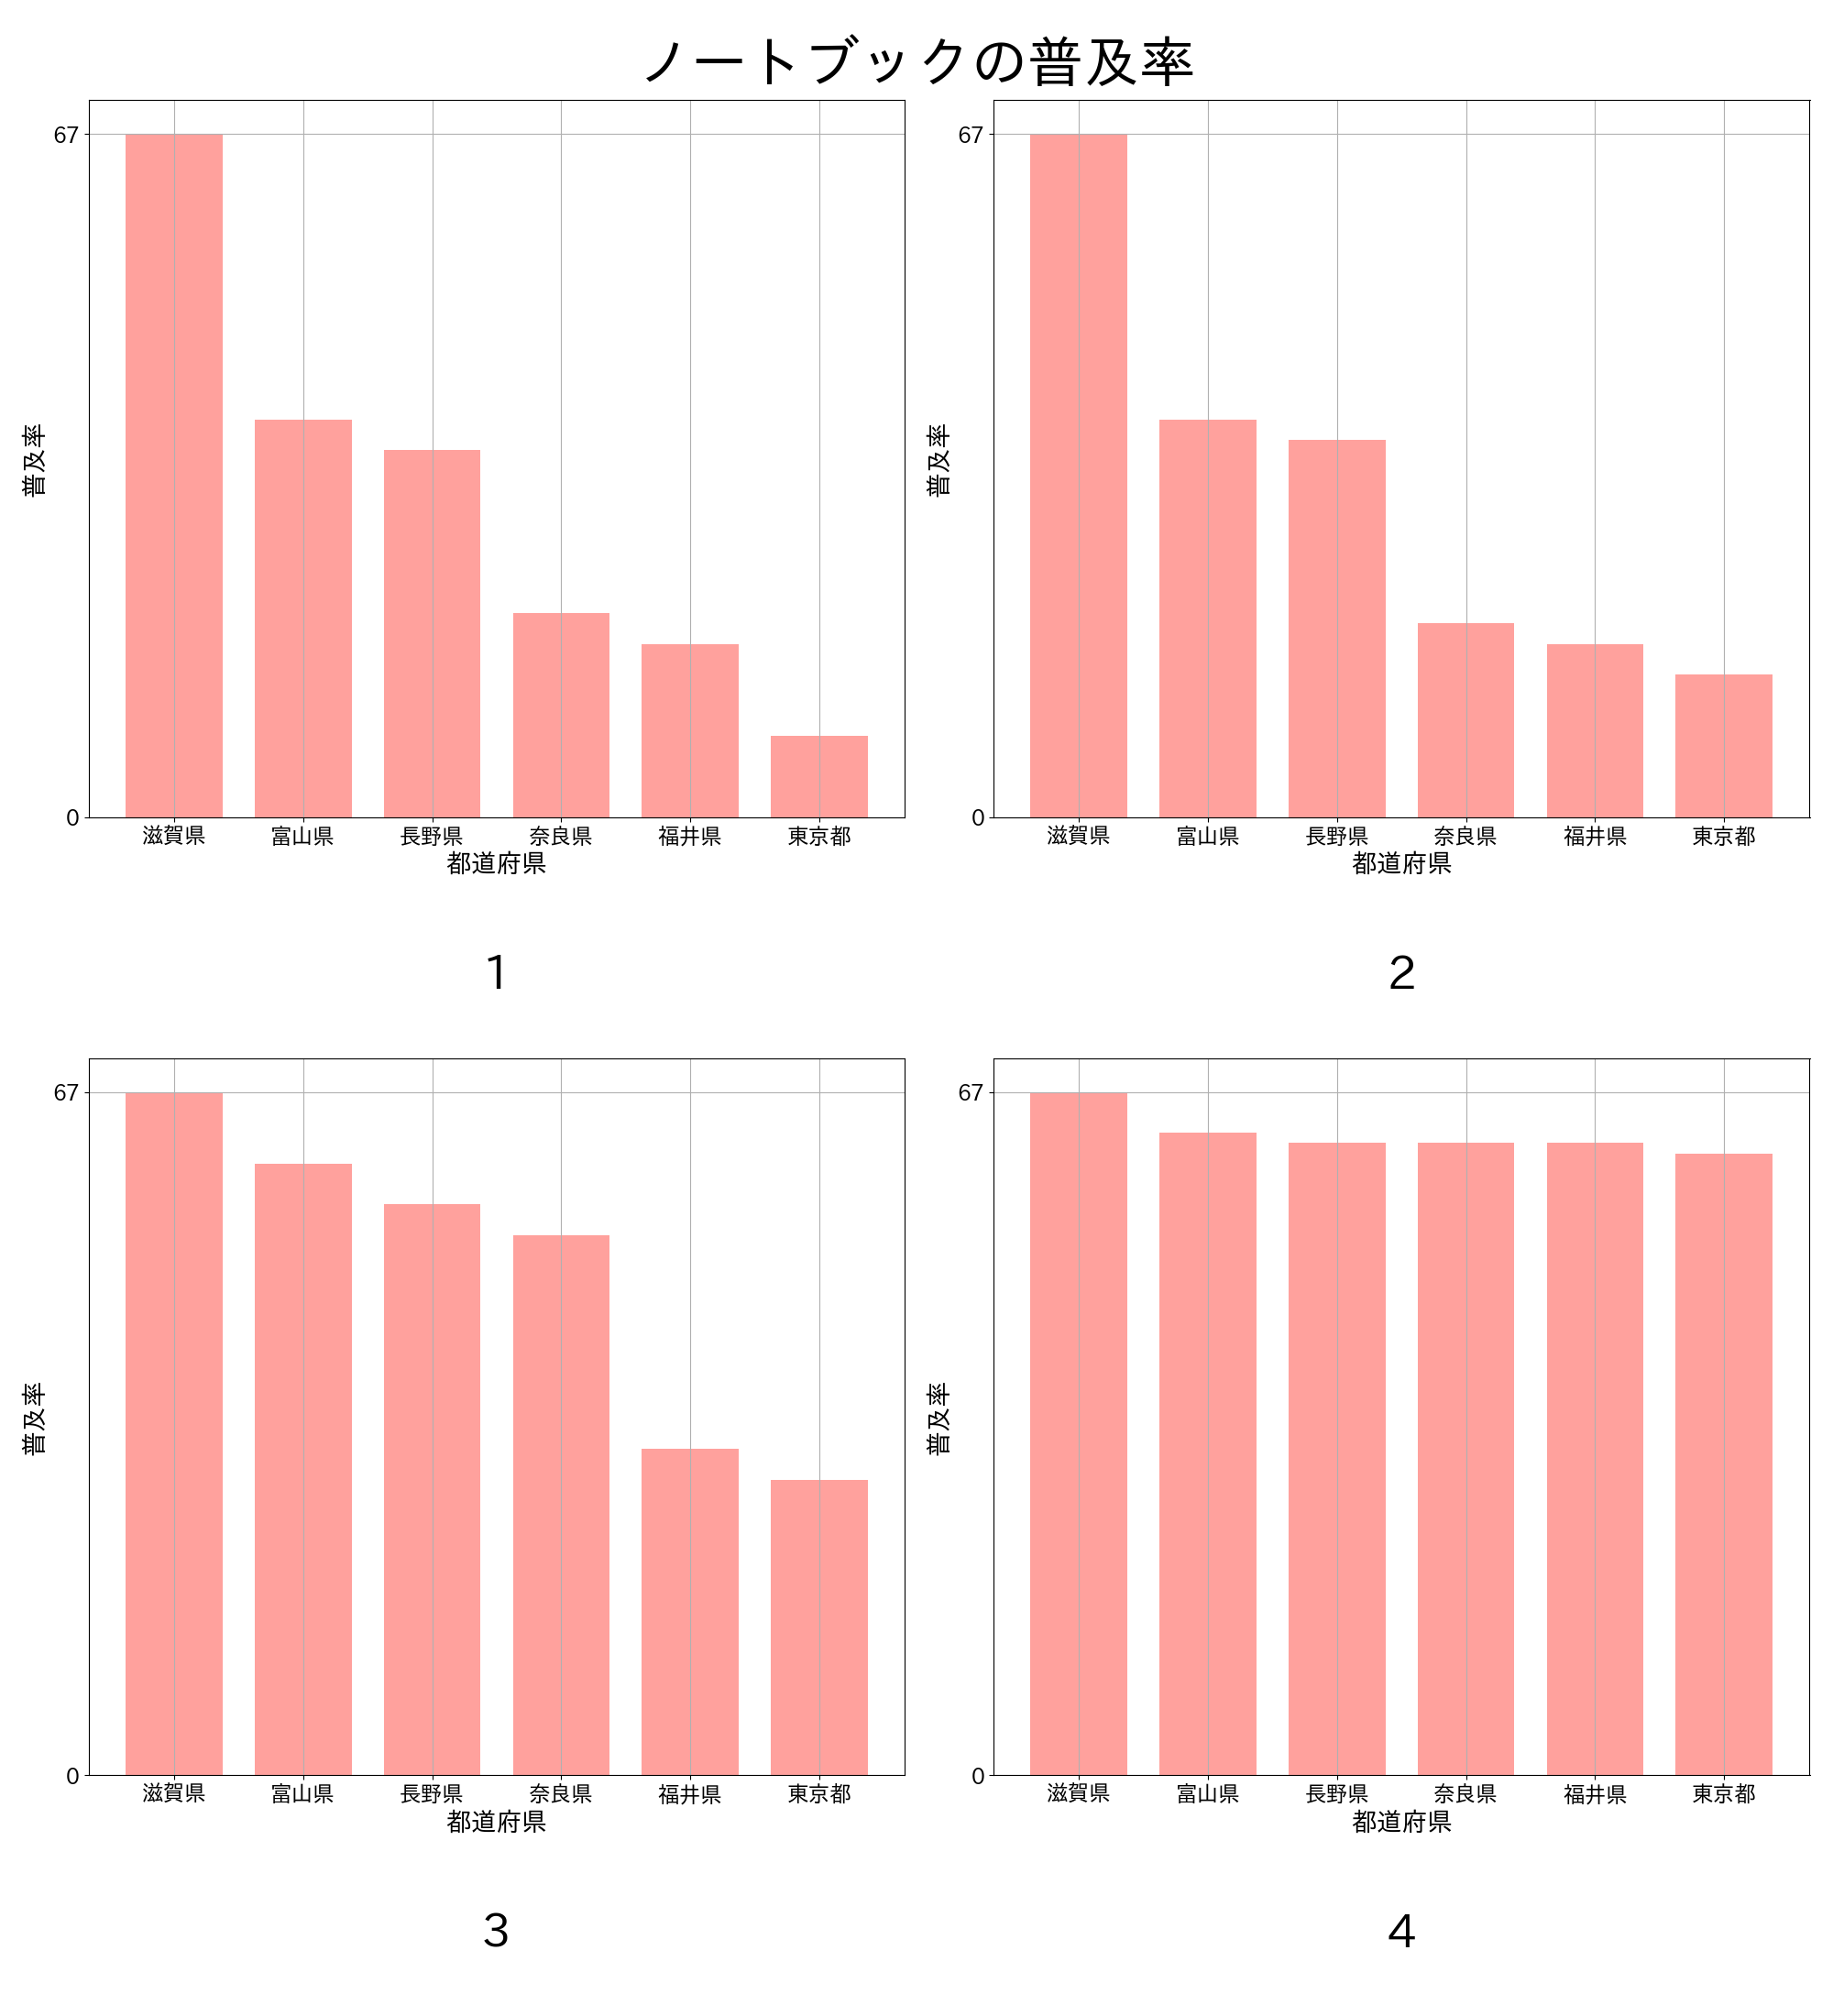 ノートブックの普及率
67
0
普及率
滋賀県 富山県 長野県 奈良県 福井県 東京都
都道府県
1
67
0
普及率
滋賀県 富山県 長野県 奈良県 福井県 東京都
都道府県
2
67
0
普及率
滋賀県 富山県 長野県 奈良県 福井県 東京都
都道府県
3
67
0
普及率
滋賀県 富山県 長野県 奈良県 福井県 東京都
都道府県
4